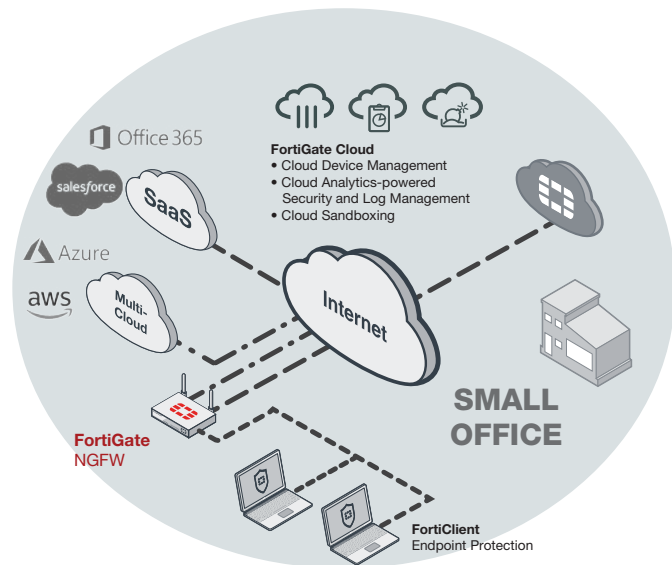 Office 365
salesforce
SaaS
Azure
aws
Multi-
Cloud
FortiGate Cloud
• Cloud Device Management
• Cloud Analytics-powered
Security and Log Management
• Cloud Sandboxing
Internet
SMALL
OFFICE
FortiGate
NGFW
FortiClient
Endpoint Protection